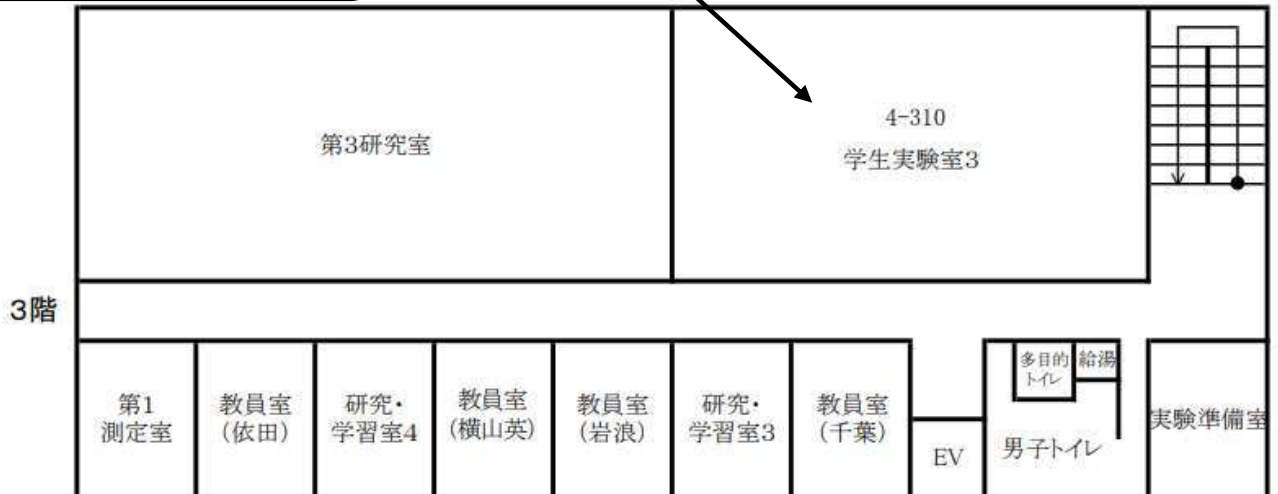 4-310
学生実験室3
第3研究室
3階
第1
測定室
教員室
(依田)
研究・
学習室4
教員室
(横山英)
教員室
(岩浪)
研究・
学習室3
教員室
(千葉)
EV
多目的
トイレ
給湯
男子トイレ
実験準備室